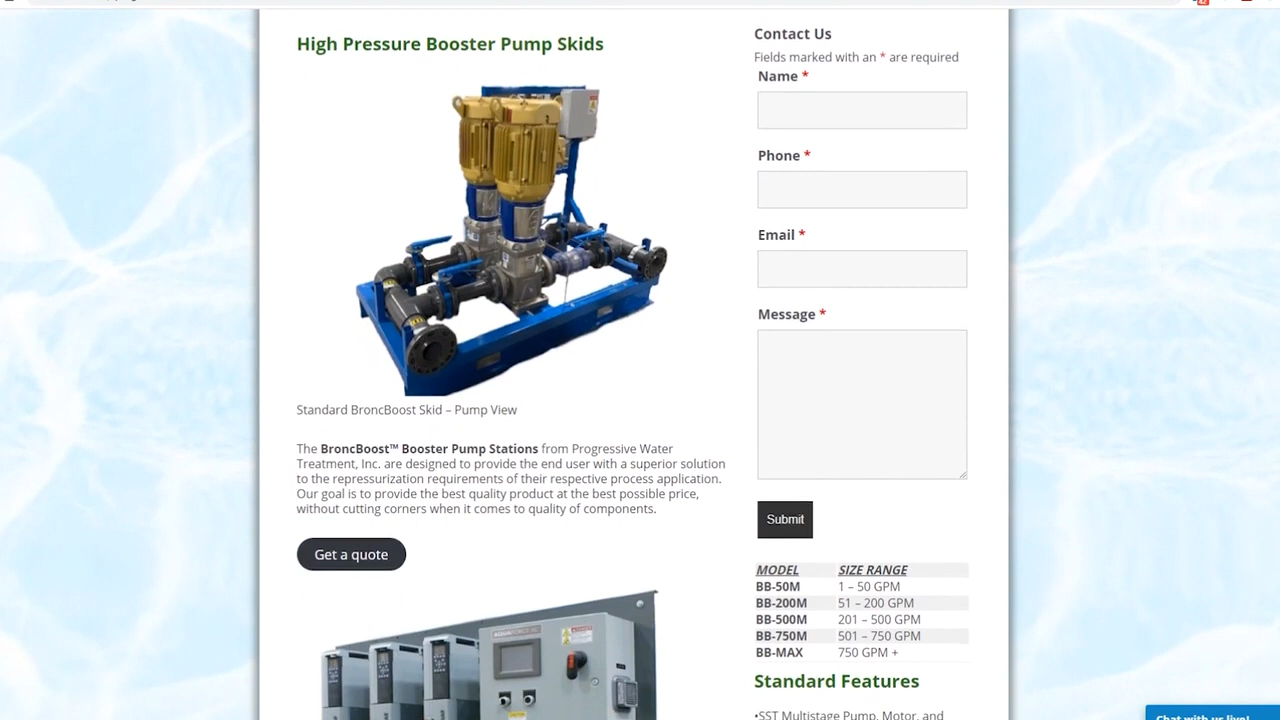 High Pressure Booster Pump Skids
Standard BroncBoost Skid – Pump View
The BroncBoost™ Booster Pump Stations from Progressive Water
Treatment, Inc. are designed to provide the end user with a superior solution
to the repressurization requirements of their respective process application.
Our goal is to provide the best quality product at the best possible price,
without cutting corners when it comes to quality of components.
Get a quote
Contact Us
Fields marked with an * are required
Name *
Phone *
Email *
Message *
Submit
MODEL SIZE RANGE
BB-50M 1 – 50 GPM
BB-200M 51 – 200 GPM
BB-500M 201 – 500 GPM
BB-750M 501 – 750 GPM
BB-MAX 750 GPM +
Standard Features
•SST Multistage Pump, Motor, and
Chat with us live!